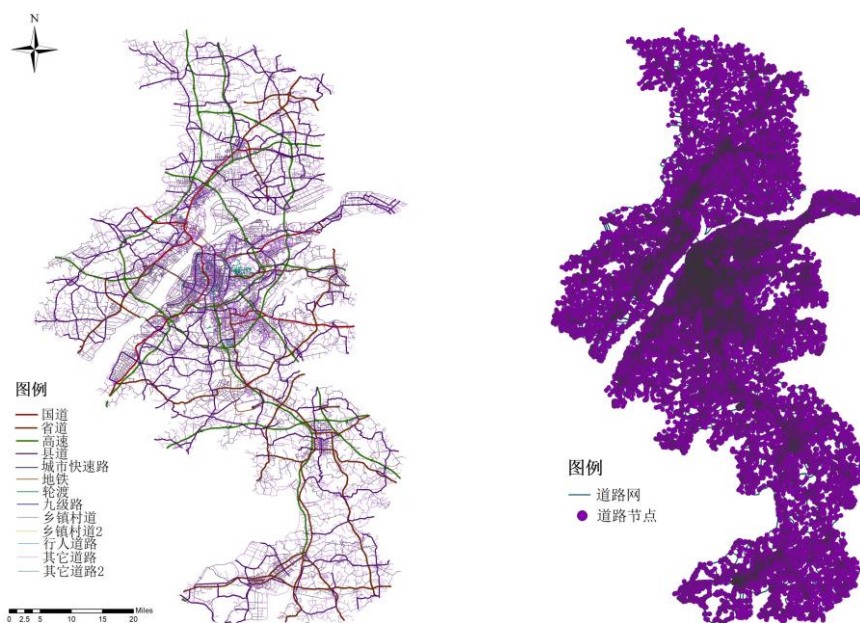 N
图例
国道
省道
高速
县道
城市快速路
地铁
轮渡
九级路
乡镇村道
乡镇村道2
行人道路
其它道路
其它道路2
Miles
0 2.5 5 10 15 20
图例
道路网
道路节点